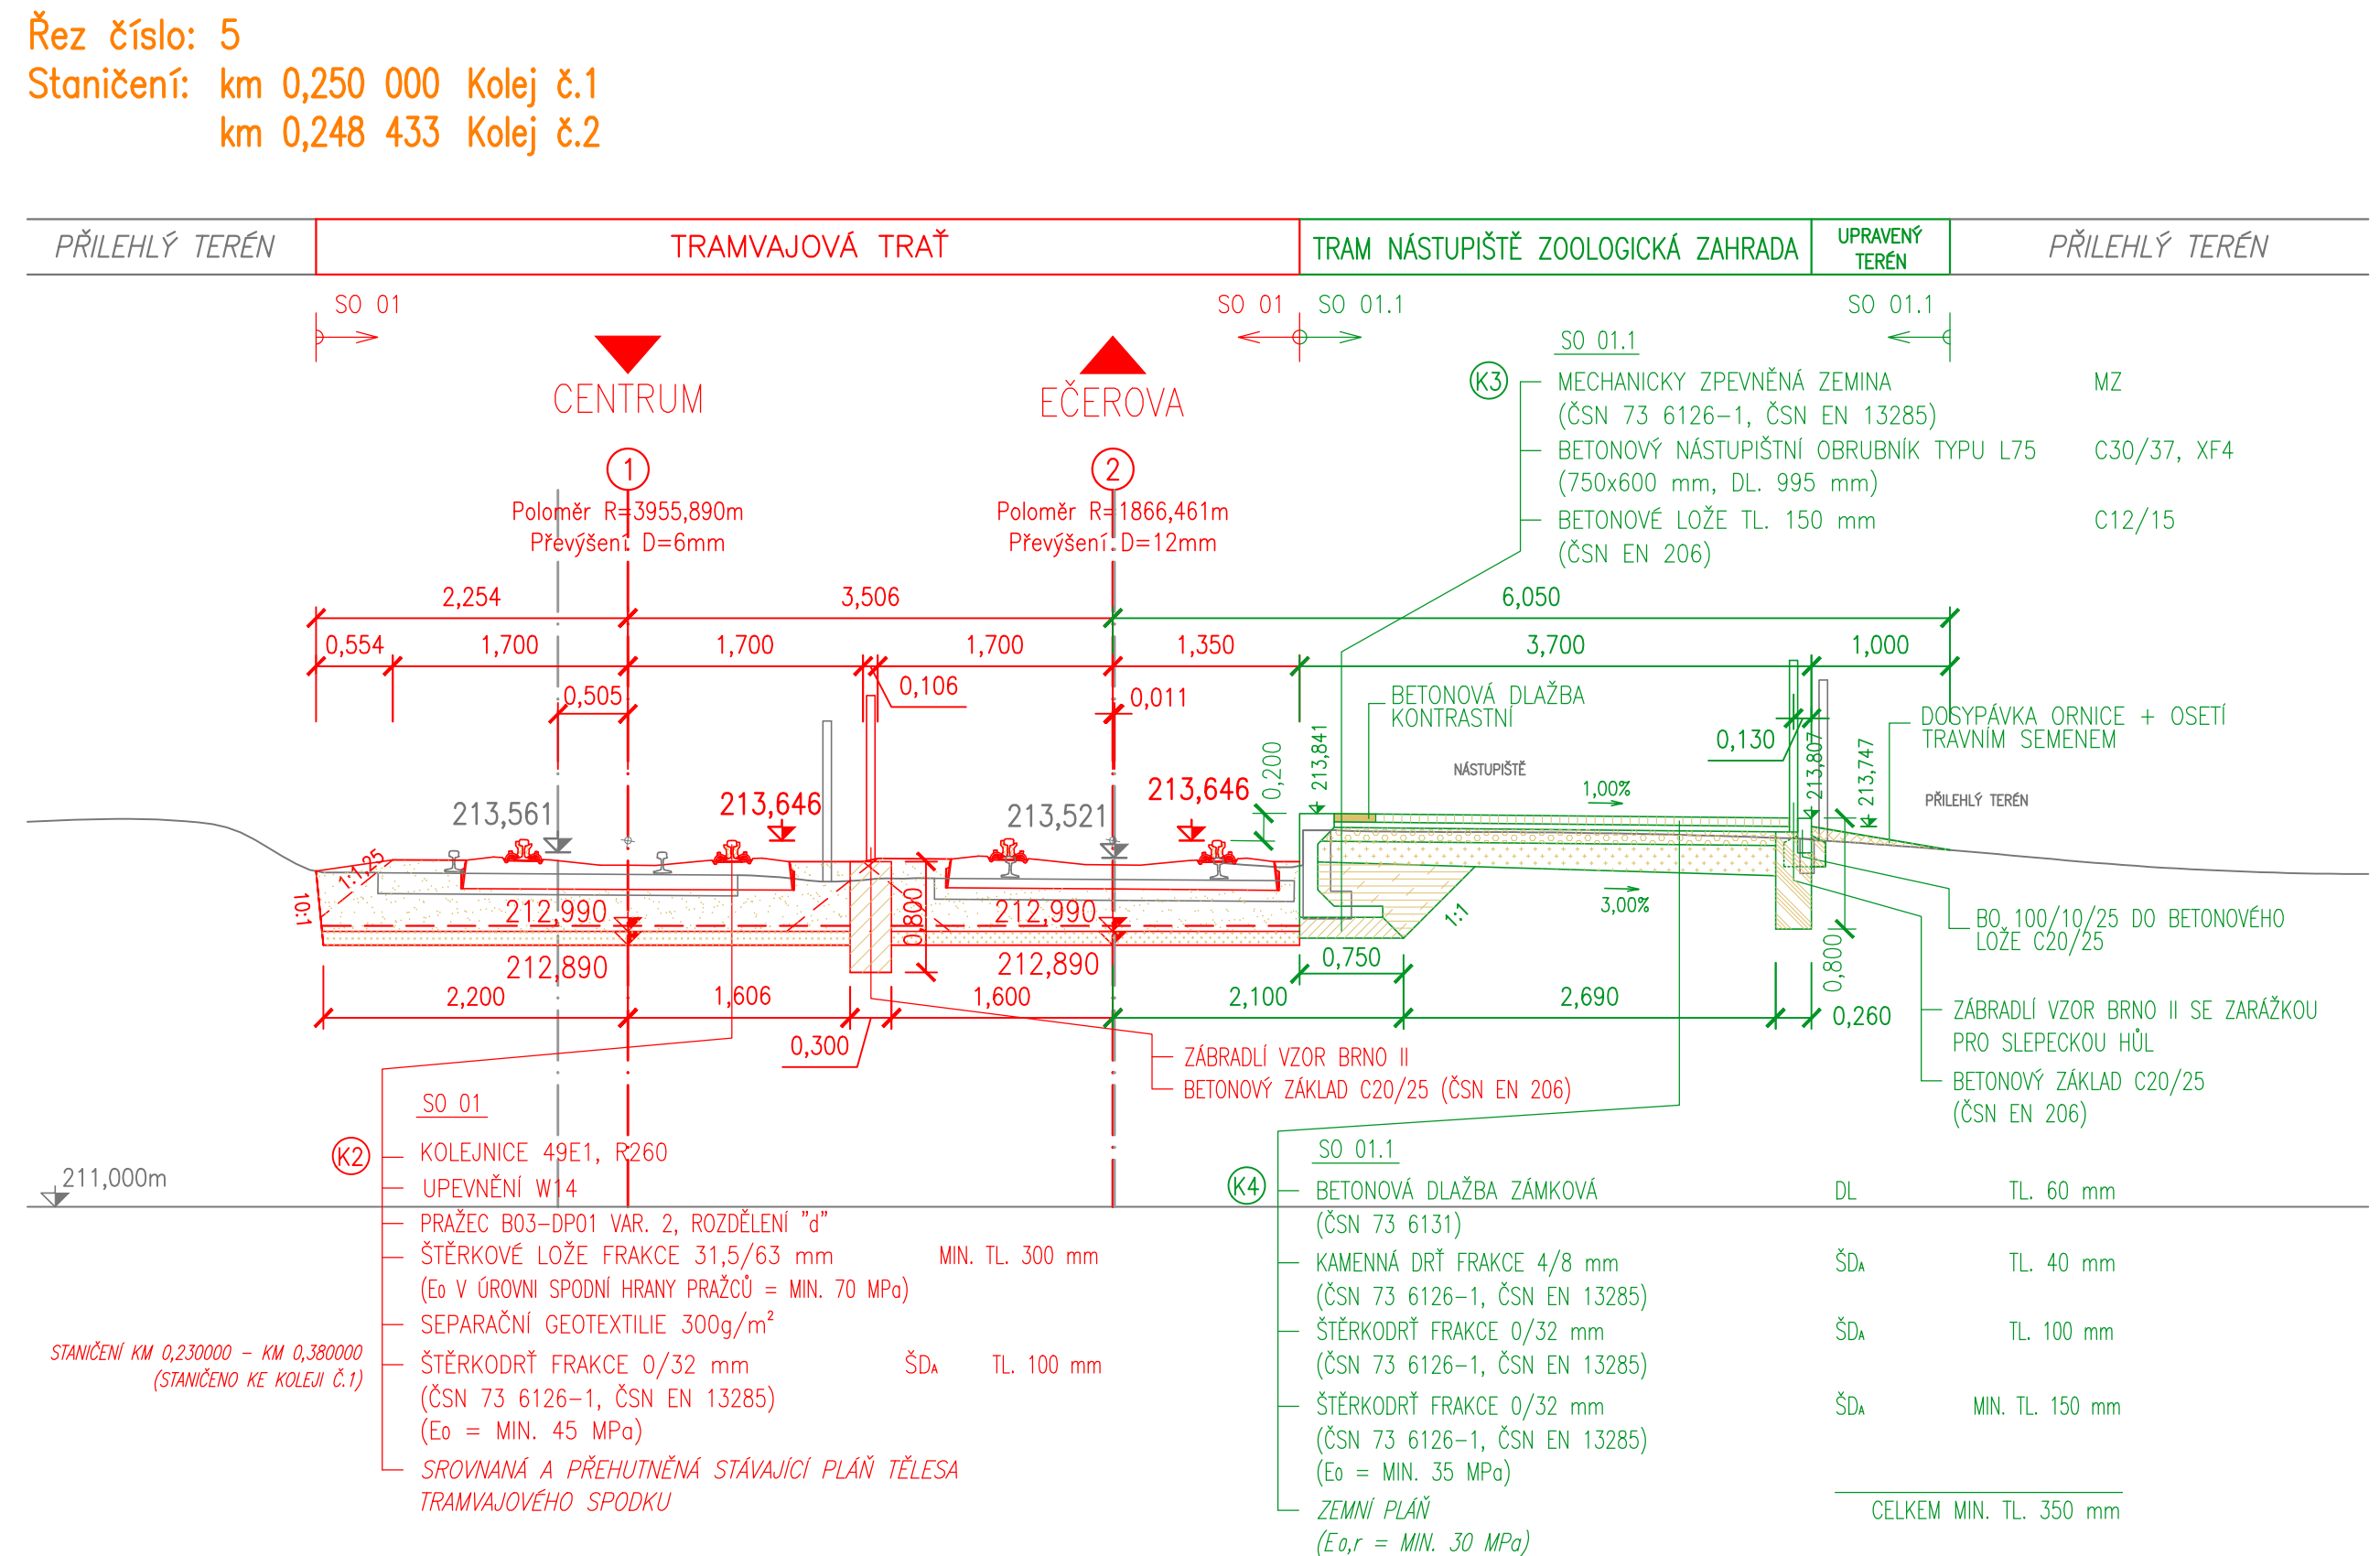 Řez číslo: 5
Staničení: km 0,250 000 Kolej č.1
km 0,248 433 Kolej č.2
PŘILEHLÝ TERÉN
TRAMVAJOVÁ TRAŤ
TRAM NÁSTUPIŠTĚ ZOOLOGICKÁ ZAHRADA
UPRAVENÝ
TERÉN
PŘILEHLÝ TERÉN
SO 01
SO 01
SO 01.1
SO 01.1
CENTRUM
EČEROVA
1
2
Poloměr R=3955,890m
Převýšení D=6mm
Poloměr R=1866,461m
Převýšení D=12mm
SO 01.1
K3
MECHANICKY ZPEVNĚNÁ ZEMINA MZ
(ČSN 73 6126-1, ČSN EN 13285)
BETONOVÝ NÁSTUPIŠTNÍ OBRUBNÍK TYPU L75 C30/37, XF4
(750x600 mm, DL. 995 mm)
BETONOVÉ LOŽE TL. 150 mm C12/15
(ČSN EN 206)
2,254
3,506
6,050
0,554
1,700
1,700
1,700
1,350
3,700
1,000
0,505
0,106
0,011
BETONOVÁ DLAŽBA
KONTRASTNÍ
DOSYPÁVKA ORNICE + OSETÍ
TRAVNÍM SEMENEM
0,130
213,841
213,807
213,747
0,200
NÁSTUPIŠTĚ
PŘILEHLÝ TERÉN
213,561
213,646
213,521
213,646
1,00%
1:1,25
10:1
212,990
0,800
212,990
3,00%
1:1
BO 100/10/25 DO BETONOVÉHO
LOŽE C20/25
212,890
212,890
0,750
0,800
2,200
1,606
1,600
2,100
2,690
0,260
0,300
ZÁBRADLÍ VZOR BRNO II SE ZARÁŽKOU
PRO SLEPECKOU HŮL
BETONOVÝ ZÁKLAD C20/25
(ČSN EN 206)
ZÁBRADLÍ VZOR BRNO II
BETONOVÝ ZÁKLAD C20/25 (ČSN EN 206)
211,000m
SO 01
K2
KOLEJNICE 49E1, R260
UPEVNĚNÍ W14
PRAŽEC B03-DP01 VAR. 2, ROZDĚLENÍ "d"
ŠTĚRKOVÉ LOŽE FRAKCE 31,5/63 mm MIN. TL. 300 mm
(E0 V ÚROVNI SPODNÍ HRANY PRAŽCŮ = MIN. 70 MPa)
SEPARAČNÍ GEOTEXTILIE 300g/m²
STANIČENÍ KM 0,230000 - KM 0,380000
(STANIČENO KE KOLEJI Č.1)
ŠTĚRKODRŤ FRAKCE 0/32 mm ŠDA TL. 100 mm
(ČSN 73 6126-1, ČSN EN 13285)
(E0 = MIN. 45 MPa)
SROVNANÁ A PŘEHUTNĚNÁ STÁVAJÍCÍ PLÁŇ TĚLESA
TRAMVAJOVÉHO SPODKU
SO 01.1
K4
BETONOVÁ DLAŽBA ZÁMKOVÁ DL TL. 60 mm
(ČSN 73 6131)
KAMENNÁ DRŤ FRAKCE 4/8 mm ŠDA TL. 40 mm
(ČSN 73 6126-1, ČSN EN 13285)
ŠTĚRKODRŤ FRAKCE 0/32 mm ŠDA TL. 100 mm
(ČSN 73 6126-1, ČSN EN 13285)
ŠTĚRKODRŤ FRAKCE 0/32 mm ŠDA MIN. TL. 150 mm
(ČSN 73 6126-1, ČSN EN 13285)
(E0 = MIN. 35 MPa)
ZEMNÍ PLÁŇ
CELKEM MIN. TL. 350 mm
(E0,r = MIN. 30 MPa)